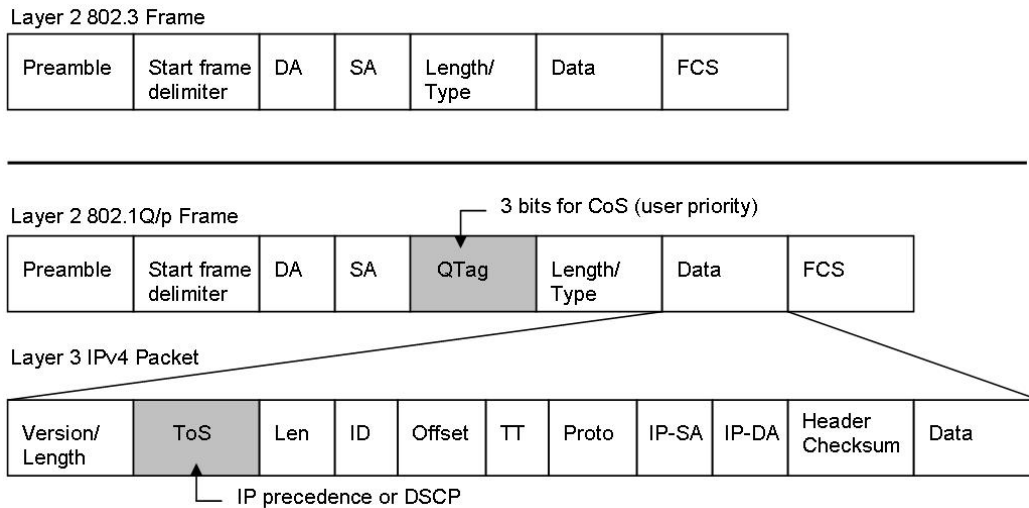 Layer 2 802.3 Frame
Preamble
Start frame
delimiter
DA
SA
Length/
Type
Data
FCS
3 bits for CoS (user priority)
Layer 2 802.1Q/p Frame
Preamble
Start frame
delimiter
DA
SA
QTag
Length/
Type
Data
FCS
Layer 3 IPv4 Packet
Version/
Length
ToS
Len
ID
Offset
TT
Proto
IP-SA
IP-DA
Header
Checksum
Data
IP precedence or DSCP